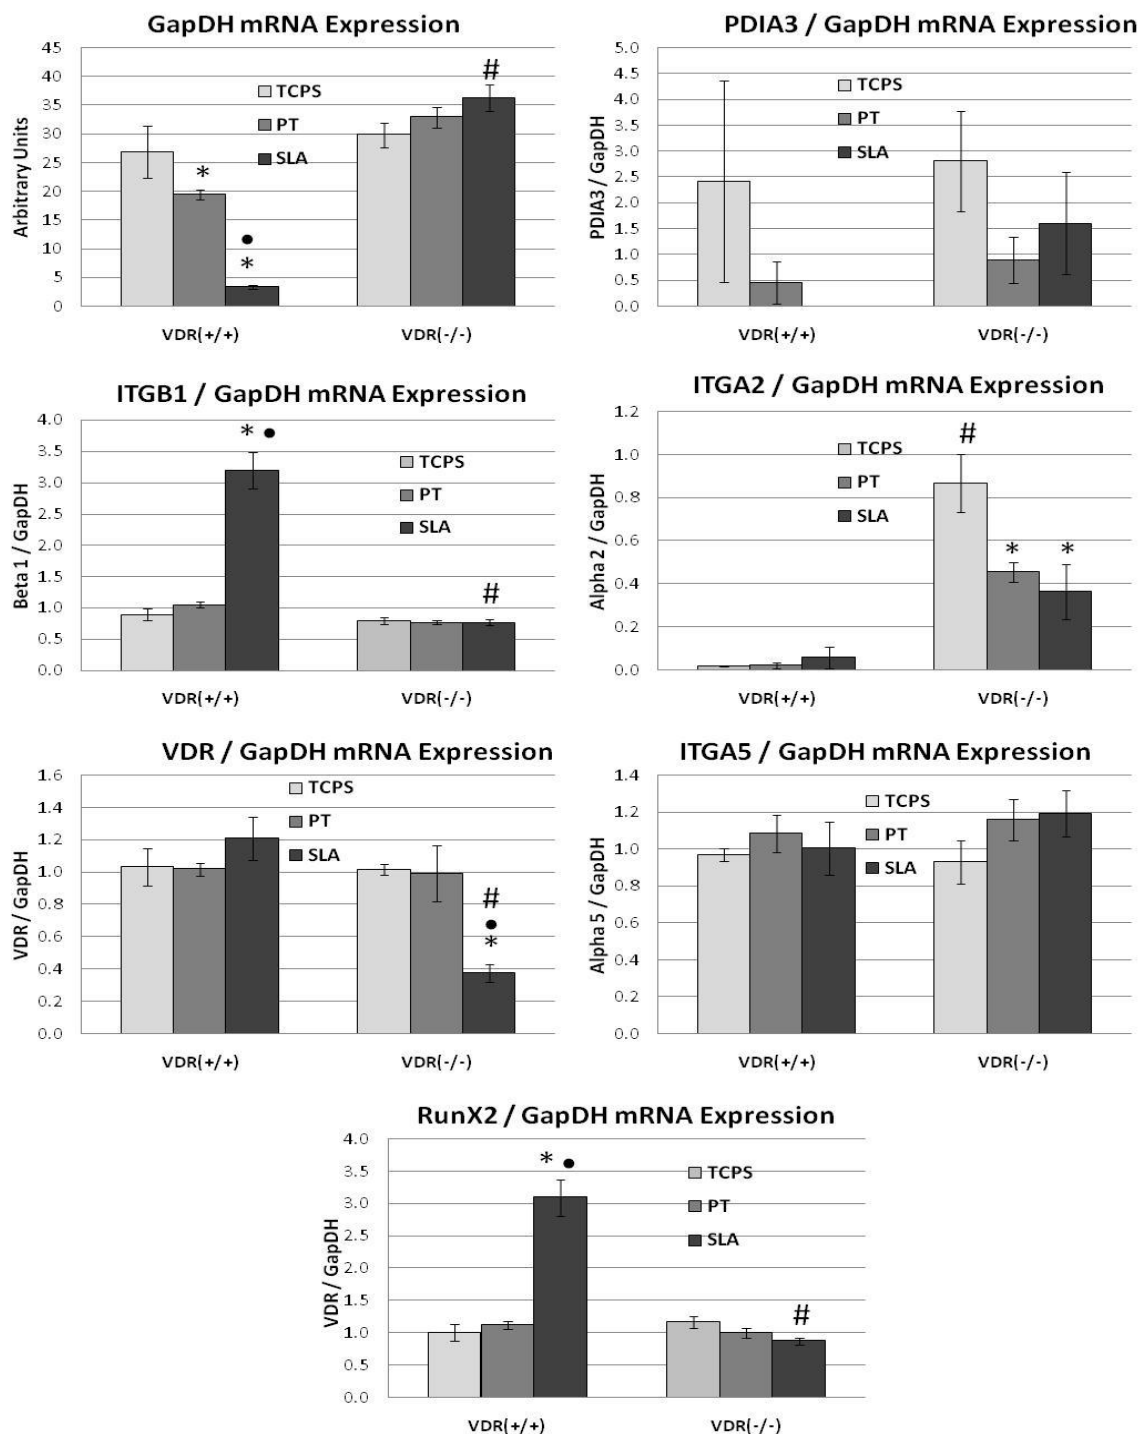 GapDH mRNA Expression
Arbitrary Units
45
40
35
30
25
20
15
10
5
0
TCPS
PT
SLA
*
•
*
#
VDR(+/+)
VDR(-/-)
PDIA3 / GapDH mRNA Expression
PDIA3 / GapDH
5.0
4.5
4.0
3.5
3.0
2.5
2.0
1.5
1.0
0.5
0.0
TCPS
PT
SLA
VDR(+/+)
VDR(-/-)
ITGB1 / GapDH mRNA Expression
Beta 1 / GapDH
4.0
3.5
3.0
2.5
2.0
1.5
1.0
0.5
0.0
* •
TCPS
PT
SLA
#
VDR(+/+)
VDR(-/-)
ITGA2 / GapDH mRNA Expression
Alpha 2 / GapDH
1.2
1.0
0.8
0.6
0.4
0.2
0.0
TCPS
PT
SLA
#
*
*
VDR(+/+)
VDR(-/-)
VDR / GapDH mRNA Expression
VDR / GapDH
1.6
1.4
1.2
1.0
0.8
0.6
0.4
0.2
0.0
TCPS
PT
SLA
#
•
*
VDR(+/+)
VDR(-/-)
ITGA5 / GapDH mRNA Expression
Alpha 5 / GapDH
1.4
1.2
1.0
0.8
0.6
0.4
0.2
0.0
TCPS
PT
SLA
VDR(+/+)
VDR(-/-)
RunX2 / GapDH mRNA Expression
VDR / GapDH
4.0
3.5
3.0
2.5
2.0
1.5
1.0
0.5
0.0
* •
TCPS
PT
SLA
#
VDR(+/+)
VDR(-/-)